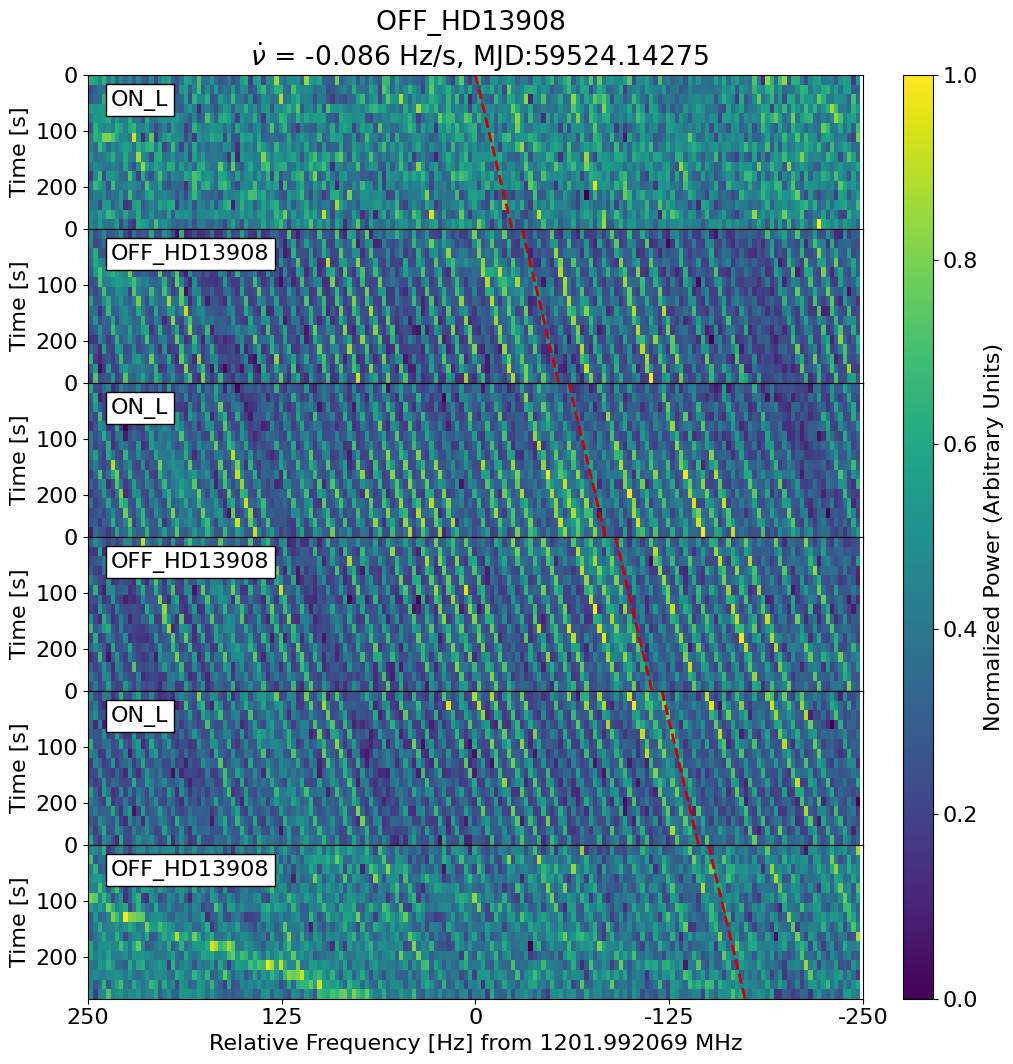 OFF_HD13908
ν̇ = -0.086 Hz/s, MJD:59524.14275
ON_L
OFF_HD13908
ON_L
OFF_HD13908
ON_L
OFF_HD13908
Time [s]
Time [s]
Time [s]
Time [s]
Time [s]
Time [s]
0
100
200
0
100
200
0
100
200
0
100
200
0
100
200
0
100
200
250
125
0
-125
-250
Relative Frequency [Hz] from 1201.992069 MHz
1.0
0.8
0.6
0.4
0.2
0.0
Normalized Power (Arbitrary Units)